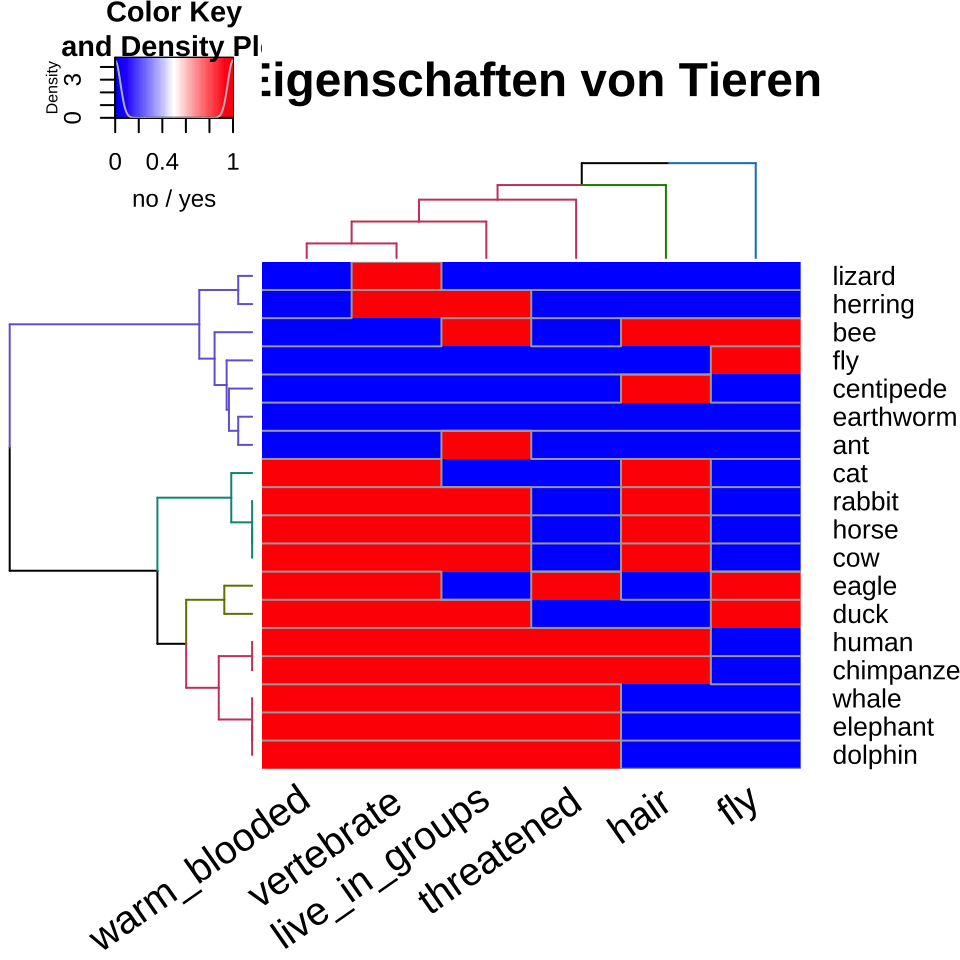 Color Key
and Density Pl
Eigenschaften von Tieren
Density
0 3
0 0.4 1
no / yes
lizard
herring
bee
fly
centipede
earthworm
ant
cat
rabbit
horse
cow
eagle
duck
human
chimpanze
whale
elephant
dolphin
warm_blooded
vertebrate
live_in_groups
threatened
hair
fly